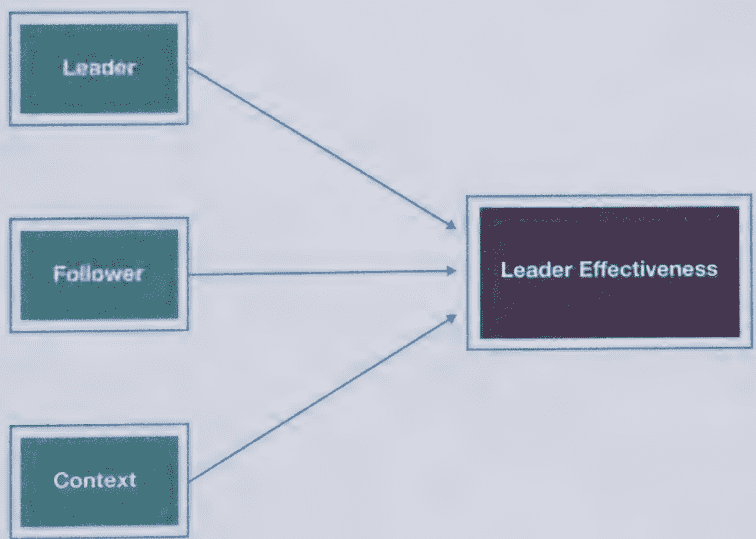 Leader
Follower
Leader Effectiveness
Context